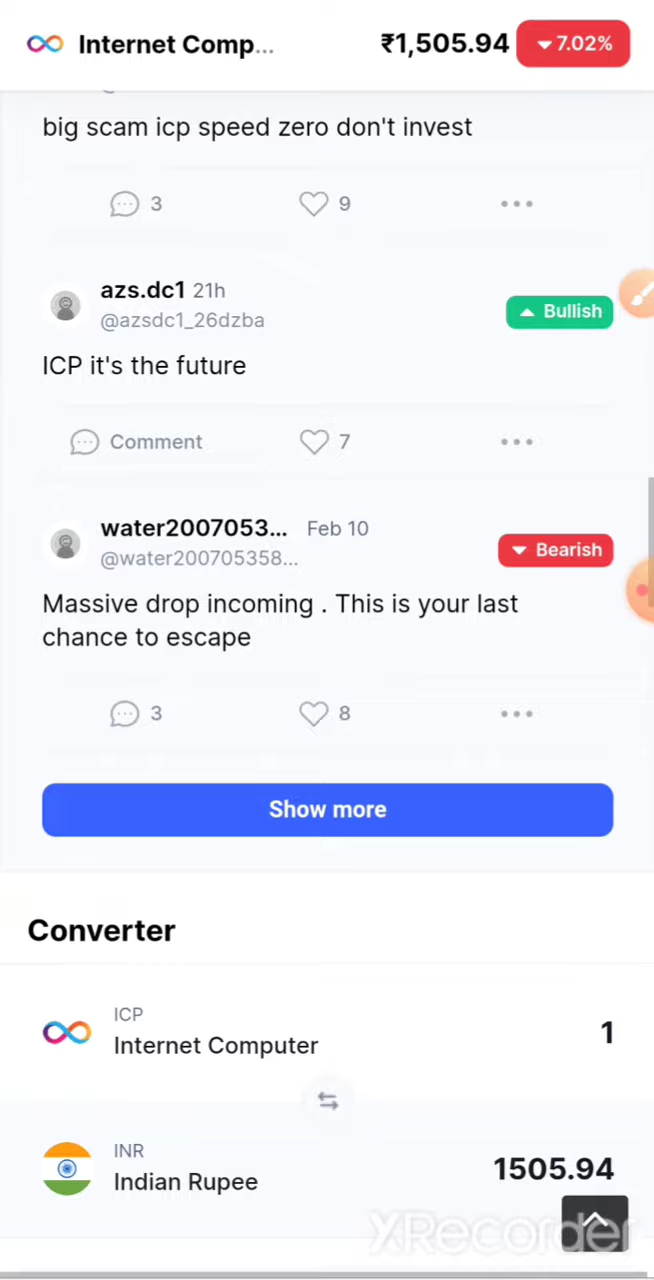 Internet Comp...
₹1,505.94
7.02%
big scam icp speed zero don't invest
3
9
azs.dc1 21h
@azsdc1_26dzba
Bullish
ICP it's the future
Comment
7
water2007053... Feb 10
@water200705358...
Bearish
Massive drop incoming . This is your last
chance to escape
3
8
Show more
Converter
ICP
Internet Computer
1
INR
Indian Rupee
1505.94
XRecorder